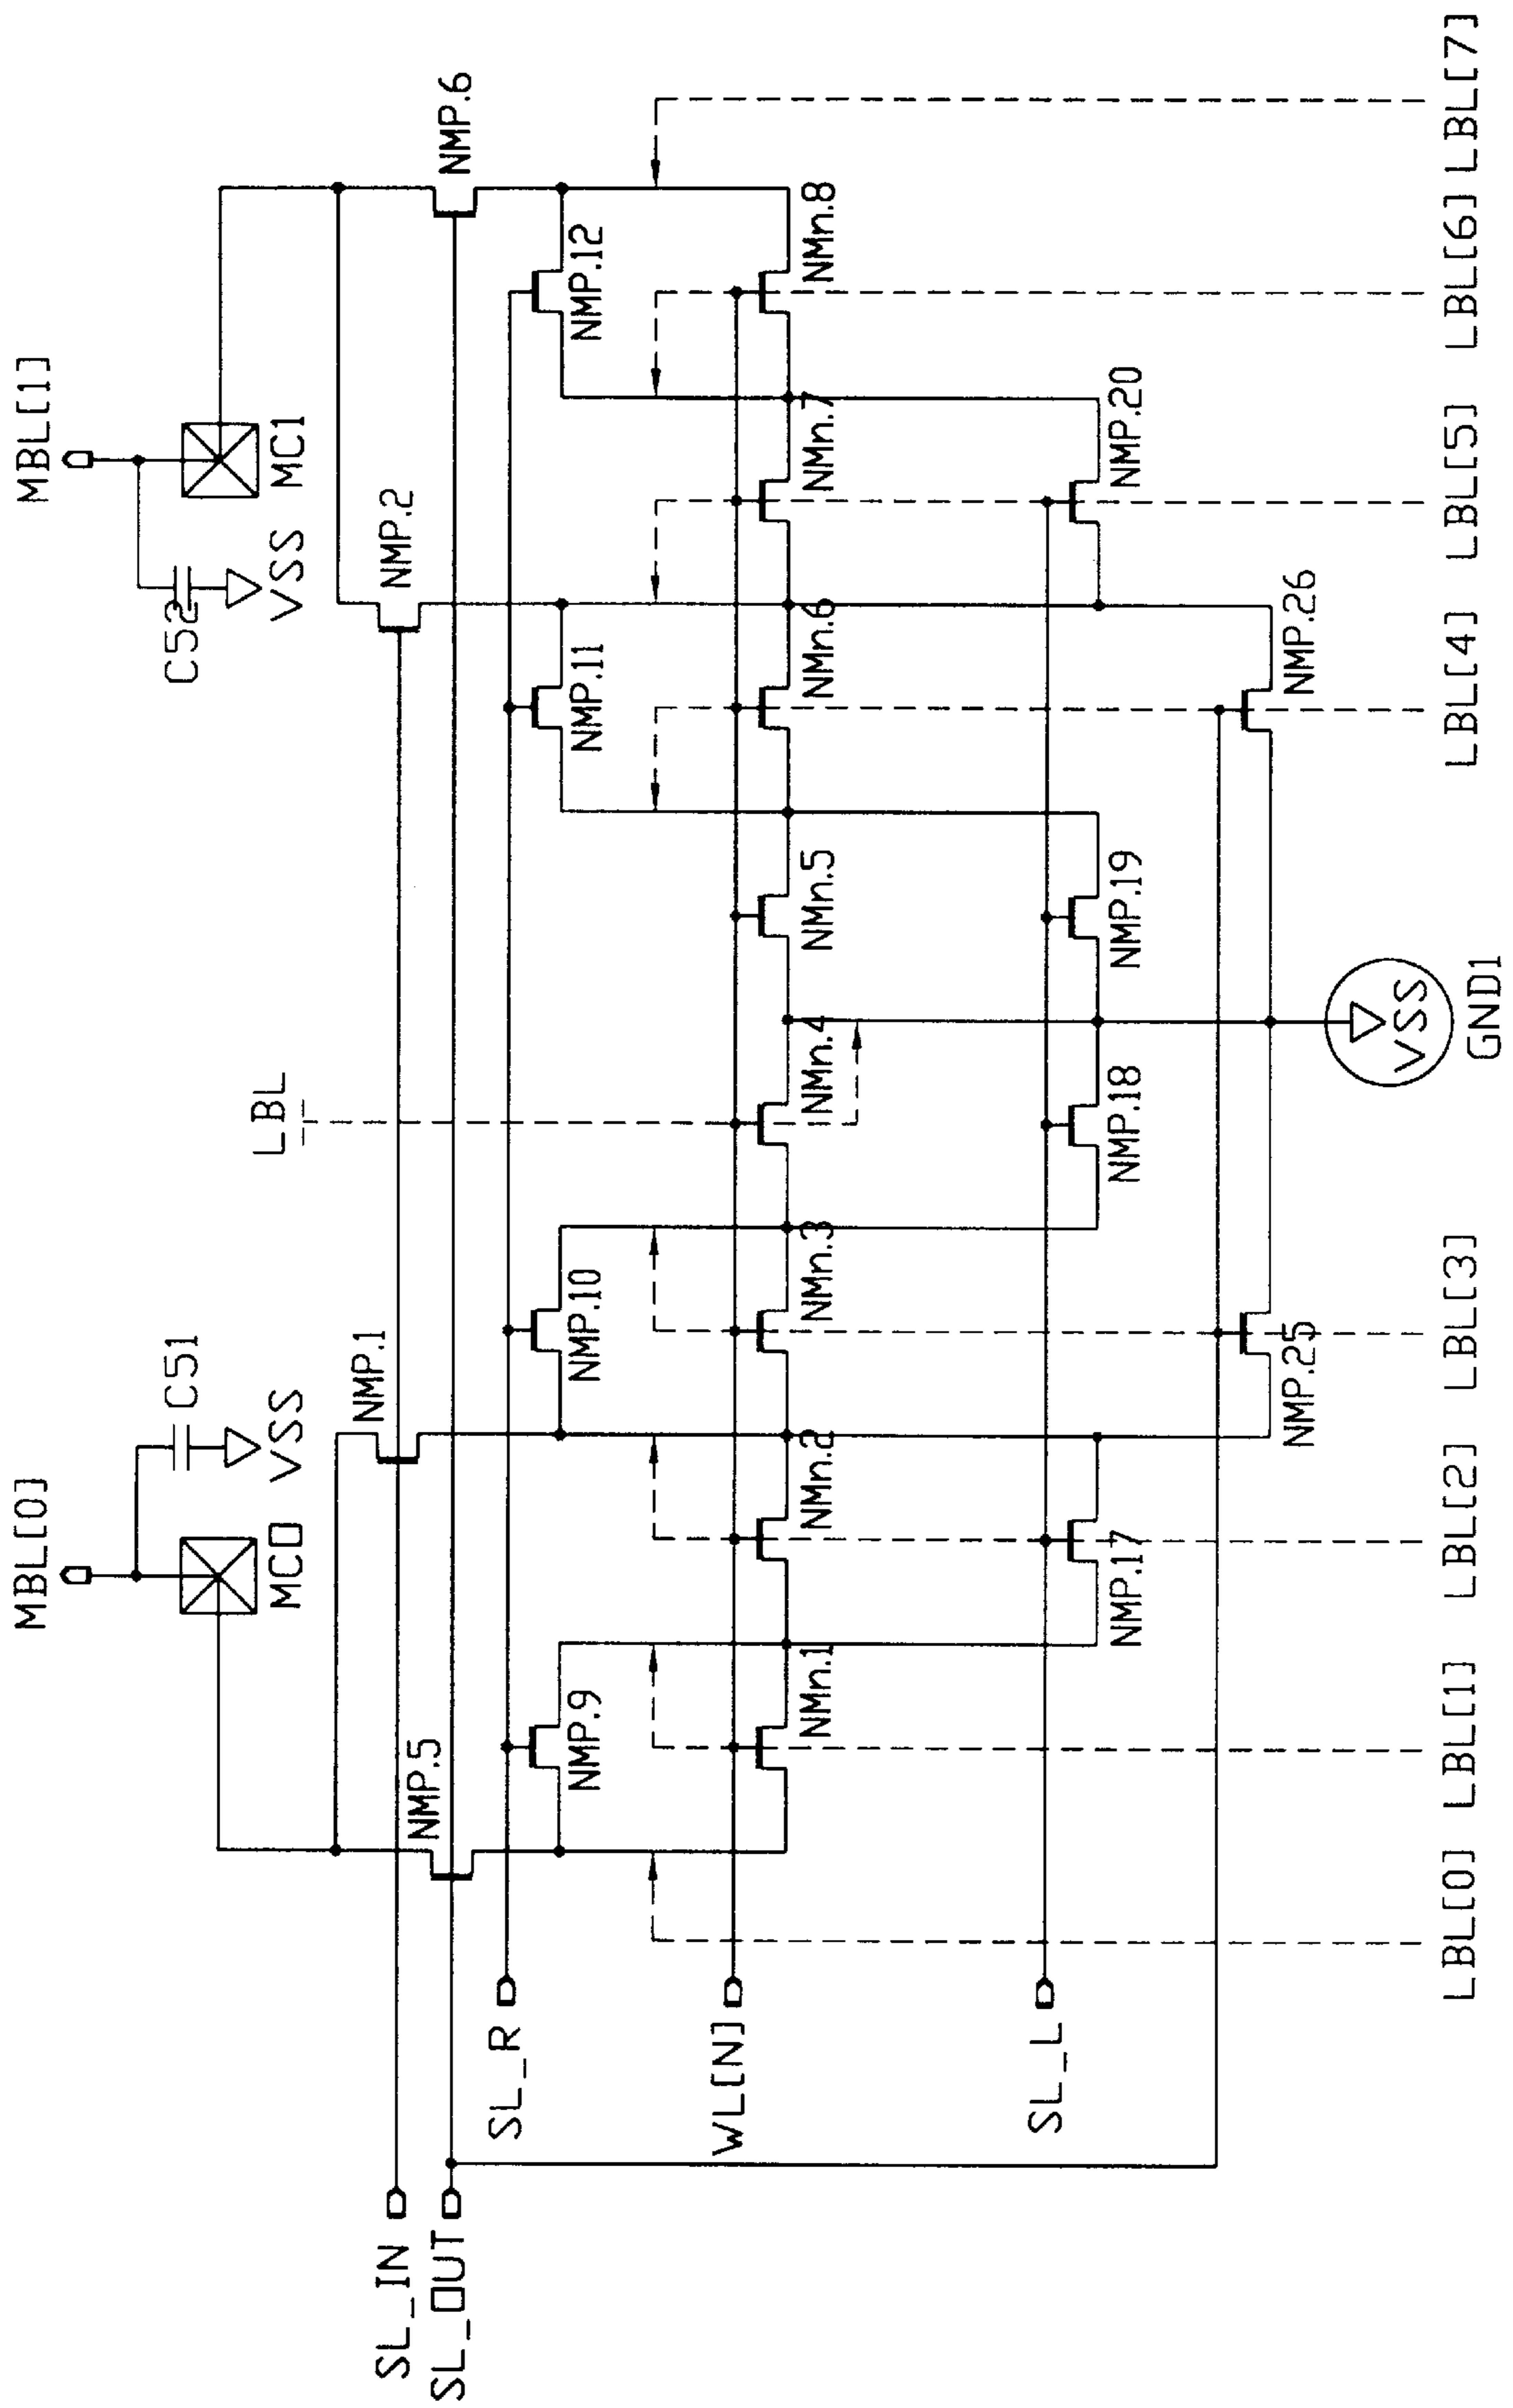 MBL[0]
MBL[1]
C51
VSS
MC0
C52
VSS
MC1
LBL
SL_IN
SL_OUT
NMP.5
NMP.1
NMP.2
NMP.6
SL_R
NMP.9
NMP.10
NMP.11
NMP.12
WL[N]
NMn.1
NMn.2
NMn.3
NMn.4
NMn.5
NMn.6
NMn.7
NMn.8
SL_L
NMP.17
NMP.18
NMP.19
NMP.20
NMP.25
NMP.26
VSS
GND1
LBL[0]
LBL[1]
LBL[2]
LBL[3]
LBL[4]
LBL[5]
LBL[6]
LBL[7]